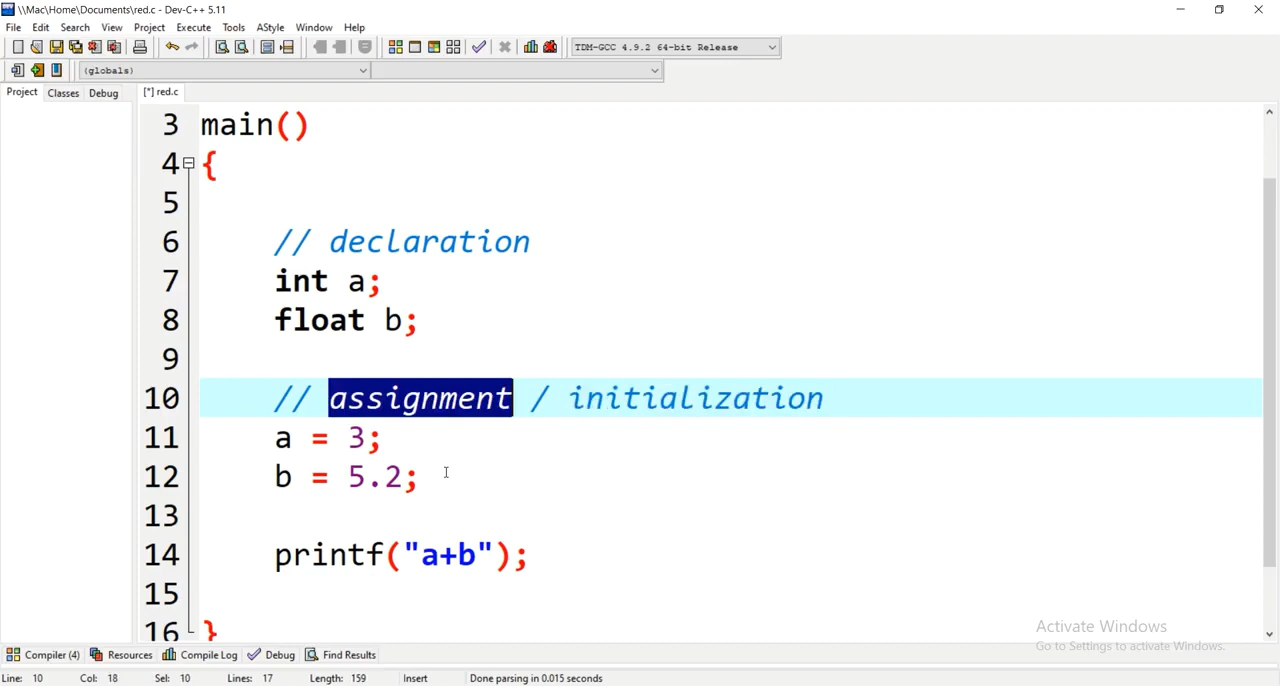 \\Mac\Home\Documents\red.c - Dev-C++ 5.11
File Edit Search View Project Execute Tools AStyle Window Help
TDM-GCC 4.9.2 64-bit Release
(globals)
Project Classes Debug [*] red.c
3 main()
4 {
5
6 // declaration
7 int a;
8 float b;
9
10 // assignment / initialization
11 a = 3;
12 b = 5.2;
13
14 printf("a+b");
15
16 }
Activate Windows
Go to Settings to activate Windows.
Compiler (4) Resources Compile Log Debug Find Results
Line: 10 Col: 18 Sel: 10 Lines: 17 Length: 159 Insert Done parsing in 0.015 seconds